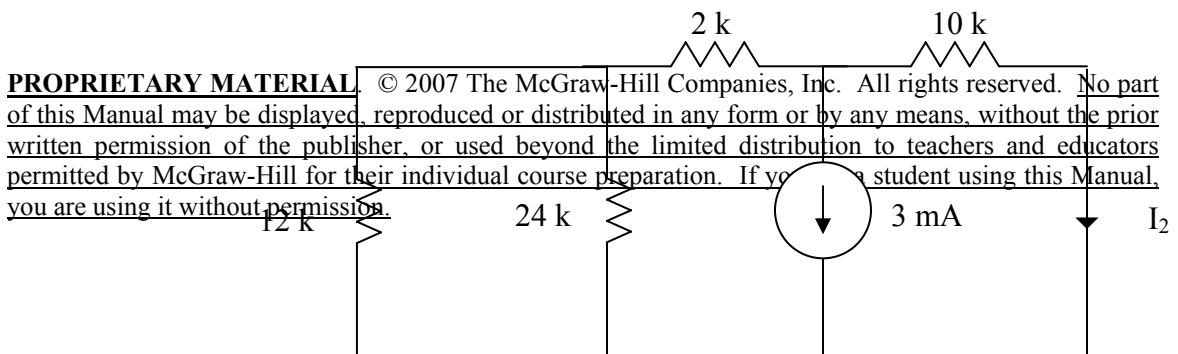 2 k 10 k
PROPRIETARY MATERIAL. © 2007 The McGraw-Hill Companies, Inc. All rights reserved. No part
of this Manual may be displayed, reproduced or distributed in any form or by any means, without the prior
written permission of the publisher, or used beyond the limited distribution to teachers and educators
permitted by McGraw-Hill for their individual course preparation. If yo a student using this Manual,
you are using it without permission.
12 k 24 k 3 mA I₂